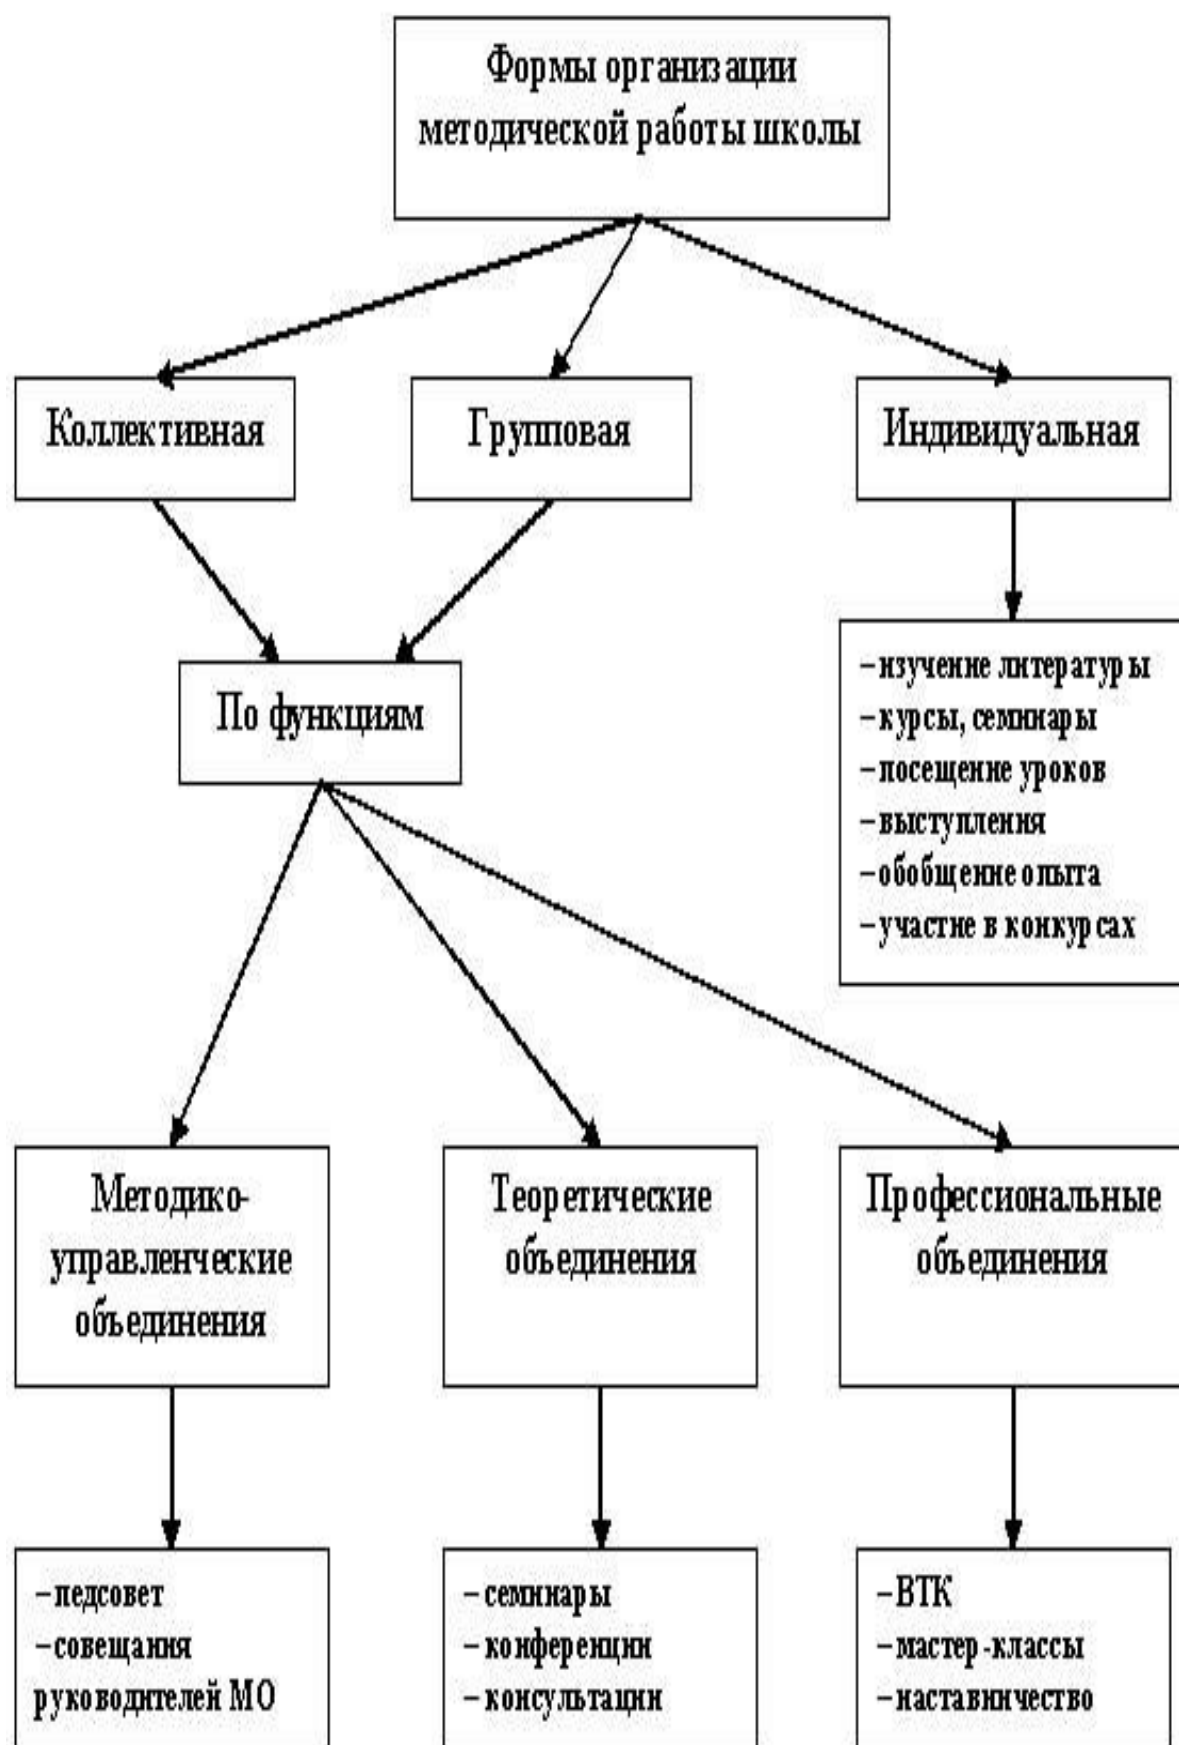 Формы организации
методической работы школы
Коллективная
Групповая
Индивидуальная
По функциям
– изучение литературы
– курсы, семинары
– посещение уроков
– выступления
– обобщение опыта
– участие в конкурсах
Методико-
управленческие
объединения
Теоретические
объединения
Профессиональные
объединения
– педсовет
– совещания
руководителей МО
– семинары
– конференции
– консультации
– ВТК
– мастер-классы
– наставничество